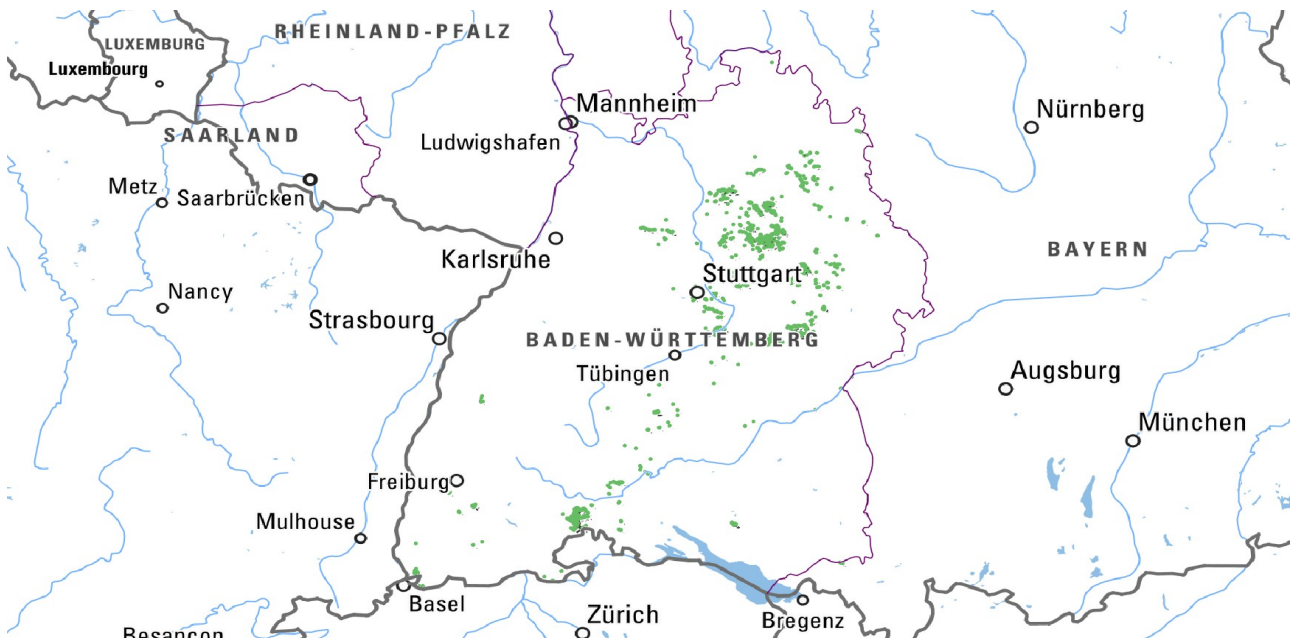 RHEINLAND-PFALZ
LUXEMBURG
Luxembourg
Mannheim
Nürnberg
SAARLAND
Ludwigshafen
Metz
Saarbrücken
Karlsruhe
BAYERN
Stuttgart
Nancy
Strasbourg
BADEN-WÜRTTEMBERG
Tübingen
Augsburg
München
Freiburg
Mulhouse
Basel
Zürich
Bregenz
Besançon